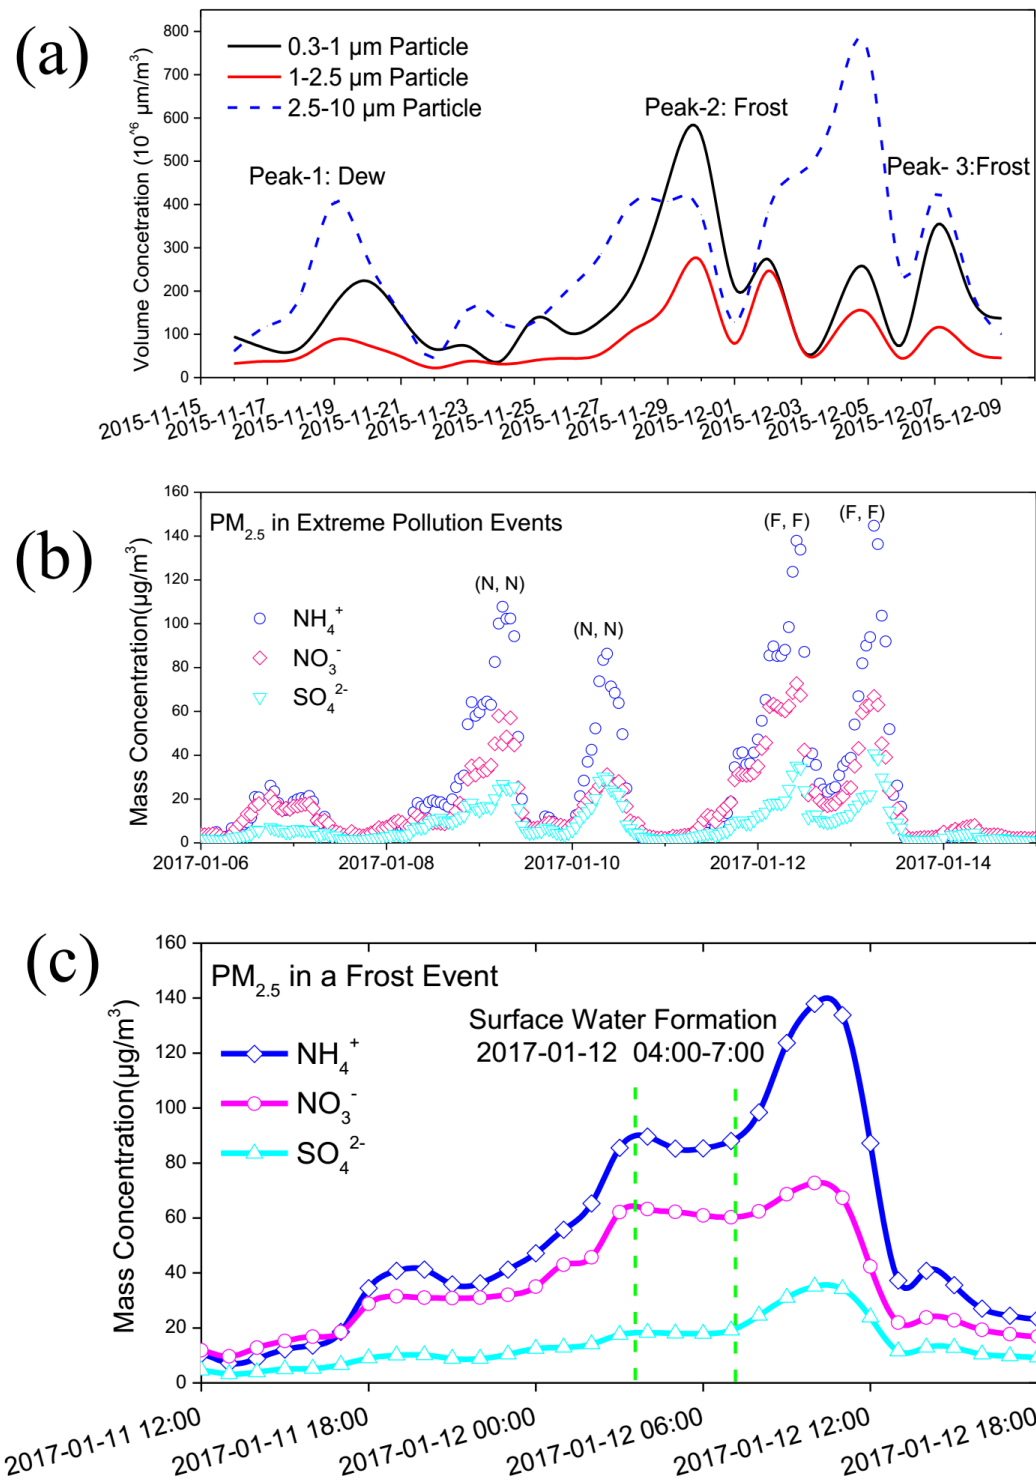 (a)
Volume Concetration (10^6 μm/m³)
800
700
600
500
400
300
200
100
0
0.3-1 μm Particle
1-2.5 μm Particle
2.5-10 μm Particle
Peak-1: Dew
Peak-2: Frost
Peak- 3:Frost
2015-11-15
2015-11-17
2015-11-19
2015-11-21
2015-11-23
2015-11-25
2015-11-27
2015-11-29
2015-12-01
2015-12-03
2015-12-05
2015-12-07
2015-12-09
(b)
Mass Concentration(μg/m³)
160
140
120
100
80
60
40
20
0
PM2.5 in Extreme Pollution Events
NH4+
NO3-
SO42-
(N, N)
(N, N)
(F, F)
(F, F)
2017-01-06
2017-01-08
2017-01-10
2017-01-12
2017-01-14
(c)
Mass Concentration(μg/m³)
160
140
120
100
80
60
40
20
0
PM2.5 in a Frost Event
NH4+
NO3-
SO42-
Surface Water Formation
2017-01-12 04:00-7:00
2017-01-11 12:00
2017-01-11 18:00
2017-01-12 00:00
2017-01-12 06:00
2017-01-12 12:00
2017-01-12 18:00